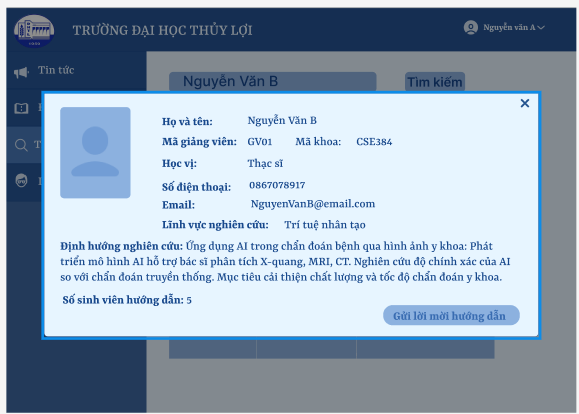 TRƯỜNG ĐẠI HỌC THỦY LỢI
Nguyễn văn A
Tin tức
Nguyễn Văn B
Tìm kiếm
Họ và tên: Nguyễn Văn B
Mã giảng viên: GV01 Mã khoa: CSE384
Học vị: Thạc sĩ
Số điện thoại: 0867078917
Email: NguyenVanB@email.com
Lĩnh vực nghiên cứu: Trí tuệ nhân tạo
Định hướng nghiên cứu: Ứng dụng AI trong chẩn đoán bệnh qua hình ảnh y khoa: Phát
triển mô hình AI hỗ trợ bác sĩ phân tích X-quang, MRI, CT. Nghiên cứu độ chính xác của AI
so với chẩn đoán truyền thống. Mục tiêu cải thiện chất lượng và tốc độ chẩn đoán y khoa.
Số sinh viên hướng dẫn: 5
Gửi lời mời hướng dẫn